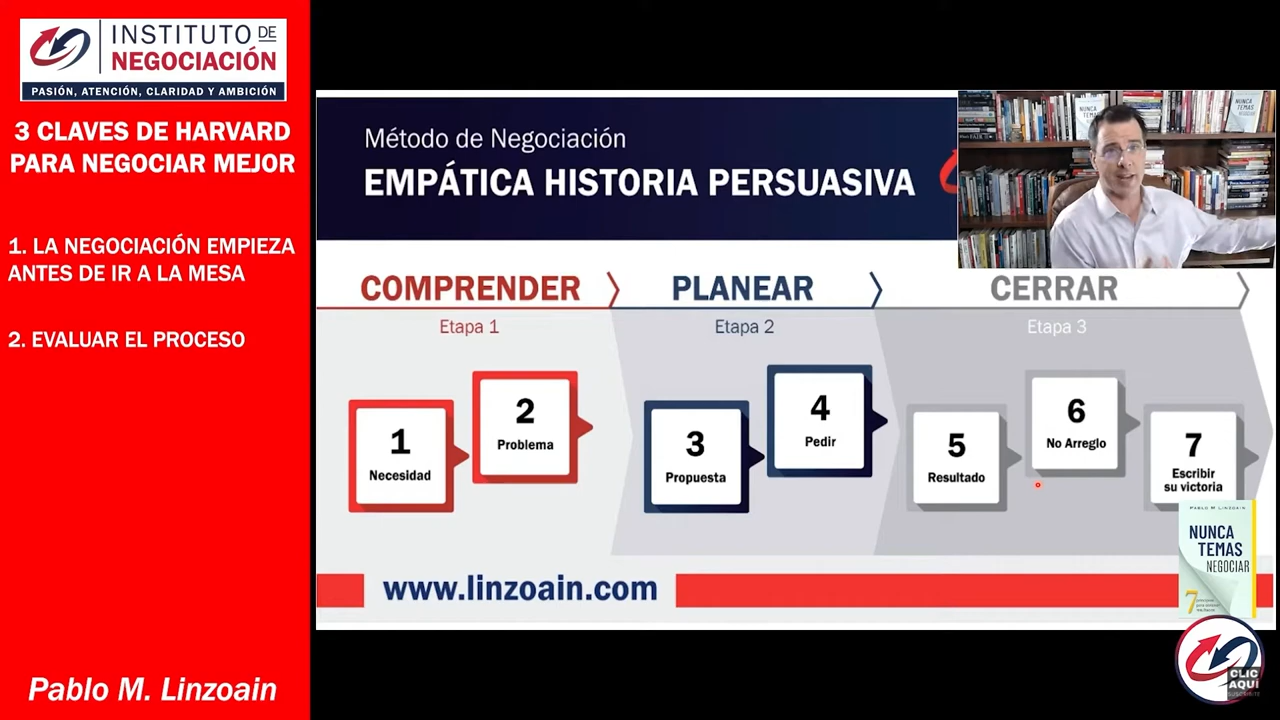 INSTITUTO DE
NEGOCIACIÓN
PASIÓN, ATENCIÓN, CLARIDAD Y AMBICIÓN
3 CLAVES DE HARVARD
PARA NEGOCIAR MEJOR
1. LA NEGOCIACIÓN EMPIEZA
ANTES DE IR A LA MESA
2. EVALUAR EL PROCESO
Pablo M. Linzoain
Método de Negociación
EMPÁTICA HISTORIA PERSUASIVA
COMPRENDER
Etapa 1
PLANEAR
Etapa 2
CERRAR
Etapa 3
1
Necesidad
2
Problema
3
Propuesta
4
Pedir
5
Resultado
6
No Arreglo
7
Escribir
su victoria
www.linzoain.com
PABLO M LINZOAIN
NUNCA
TEMAS
NEGOCIAR
7
CLIC
AQUÍ